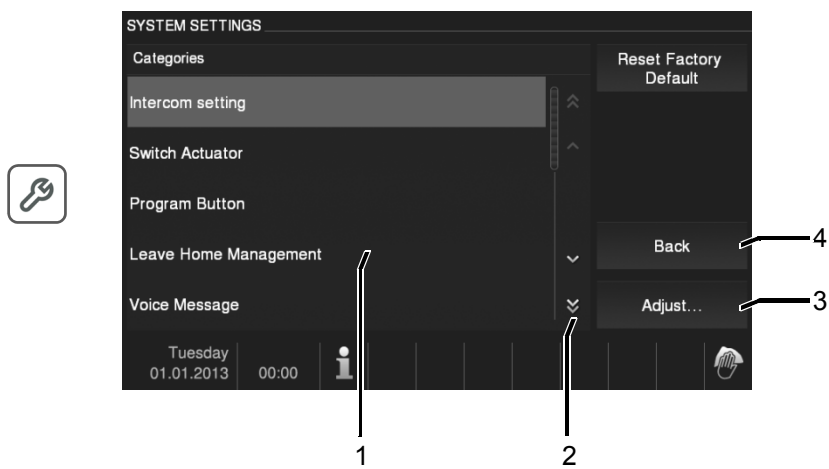 SYSTEM SETTINGS
Categories
Reset Factory
Default
Intercom setting
Switch Actuator
Program Button
Leave Home Management
Back
4
Voice Message
Adjust...
3
Tuesday
01.01.2013
00:00
1
2